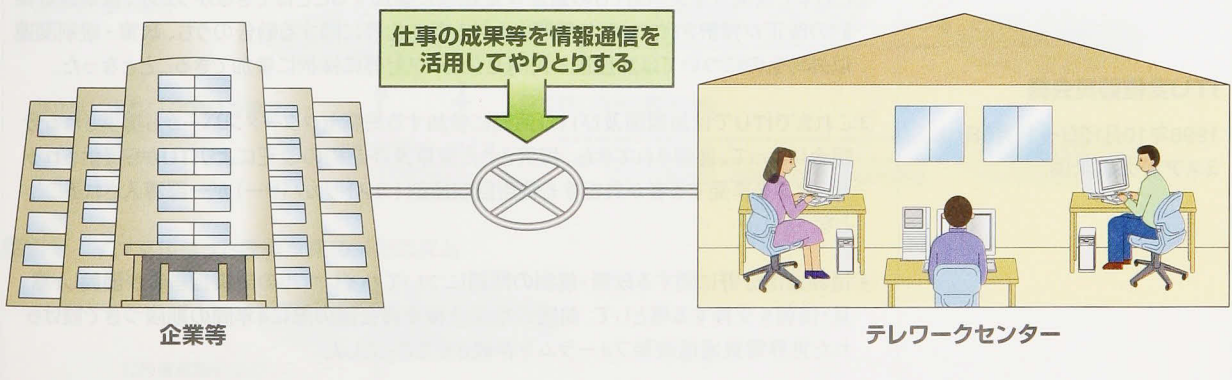 仕事の成果等を情報通信を
活用してやりとりする
企業等
テレワークセンター